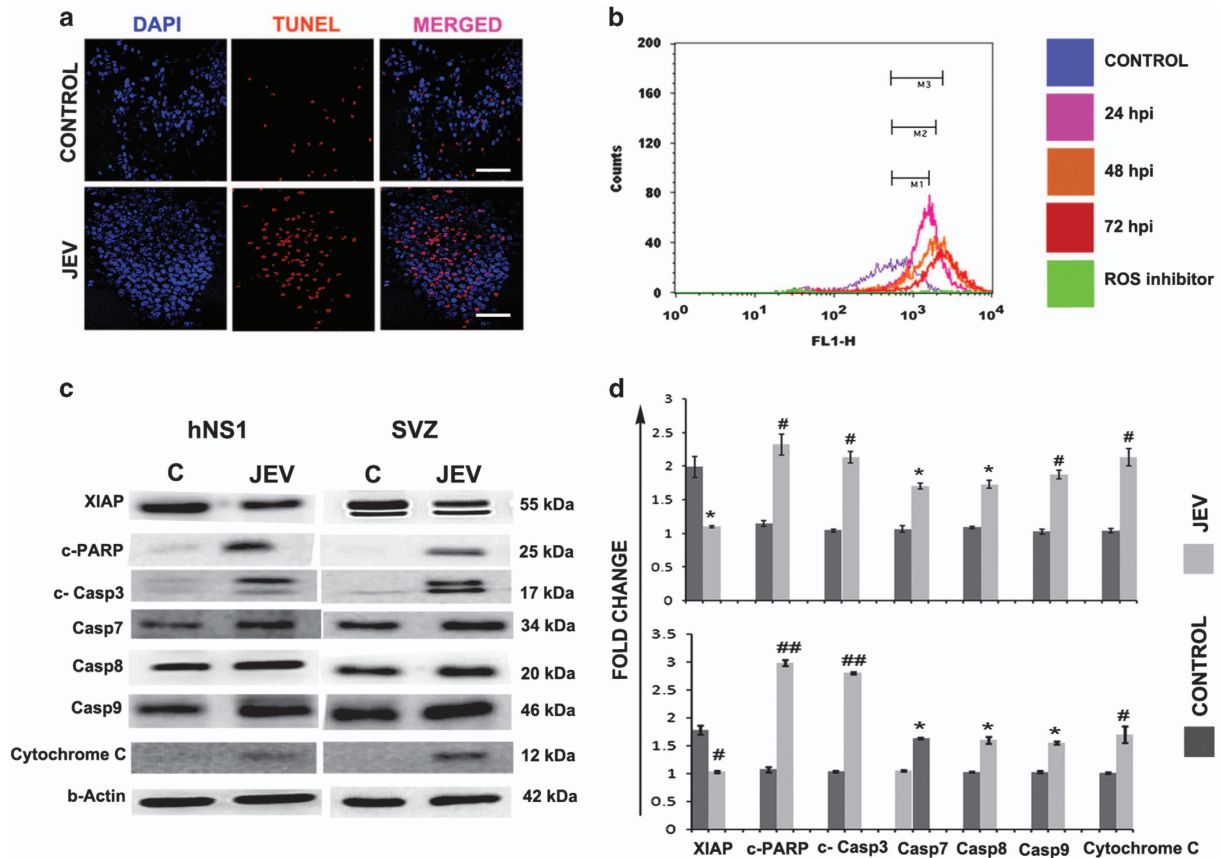 a
DAPI TUNEL MERGED
CONTROL
JEV
b
200
160
120
80
40
0
Counts
M3
M2
M1
10^0 10^1 10^2 10^3 10^4
FL1-H
CONTROL
24 hpi
48 hpi
72 hpi
ROS inhibitor
c
hNS1 SVZ
C JEV C JEV
XIAP 55 kDa
c-PARP 25 kDa
c- Casp3 17 kDa
Casp7 34 kDa
Casp8 20 kDa
Casp9 46 kDa
Cytochrome C 12 kDa
b-Actin 42 kDa
d
FOLD CHANGE
3
2.5
2
1.5
1
0.5
0
* # # * * # #
3.5
3
2.5
2
1.5
1
0.5
0
# ## ## * * * #
XIAP c-PARP c- Casp3 Casp7 Casp8 Casp9 Cytochrome C
JEV
CONTROL